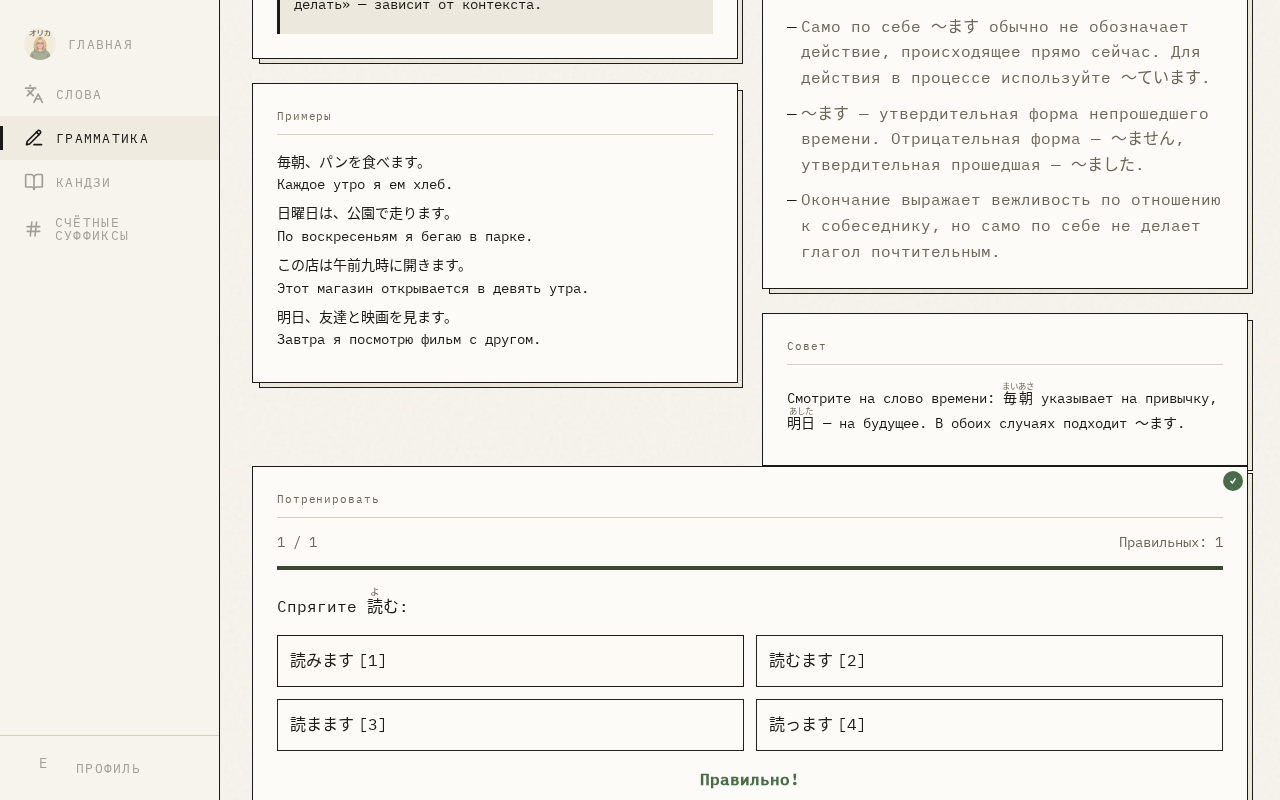 オリカ
ГЛАВНАЯ
СЛОВА
ГРАММАТИКА
КАНДЗИ
СЧЁТНЫЕ
СУФФИКСЫ
E
ПРОФИЛЬ
делать» — зависит от контекста.
Примеры
毎朝、パンを食べます。
Каждое утро я ем хлеб.
日曜日は、公園で走ります。
По воскресеньям я бегаю в парке.
この店は午前九時に開きます。
Этот магазин открывается в девять утра.
明日、友達と映画を見ます。
Завтра я посмотрю фильм с другом.
— Само по себе 〜ます обычно не обозначает
действие, происходящее прямо сейчас. Для
действия в процессе используйте 〜ています.
— 〜ます — утвердительная форма непрошедшего
времени. Отрицательная форма — 〜ません,
утвердительная прошедшая — 〜ました.
— Окончание выражает вежливость по отношению
к собеседнику, но само по себе не делает
глагол почтительным.
Совет
まいあさ
Смотрите на слово времени: 毎朝 указывает на привычку,
あした
明日 — на будущее. В обоих случаях подходит 〜ます.
Потренировать
1 / 1
Правильных: 1
よ
Спрягите 読む:
読みます [1]
読むます [2]
読まます [3]
読っます [4]
Правильно!